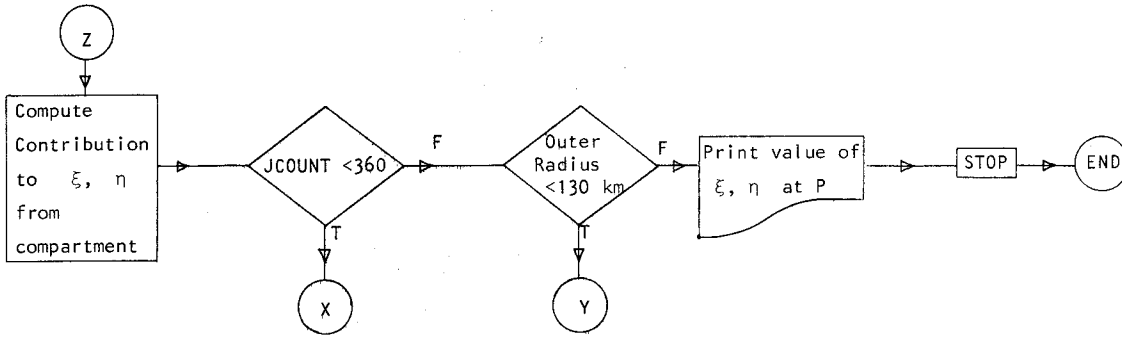 Z
Compute
Contribution
to ξ, η
from
compartment
JCOUNT <360
F
T
X
Outer
Radius
<130 km
F
T
Y
Print value of
ξ, η at P
STOP
END